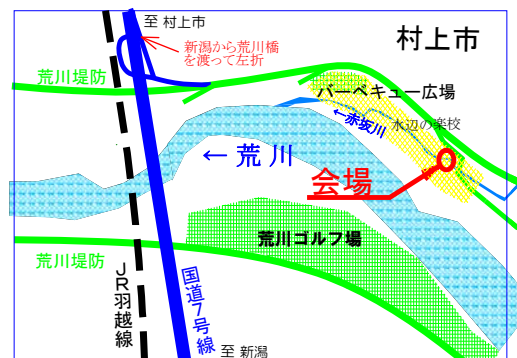 至 村上市
新潟から荒川橋
を渡って左折
村上市
荒川堤防
バーベキュー広場
←赤坂川
水辺の楽校
← 荒 川
会場
荒川ゴルフ場
荒川堤防
JR羽越線
国道7号線
至 新潟